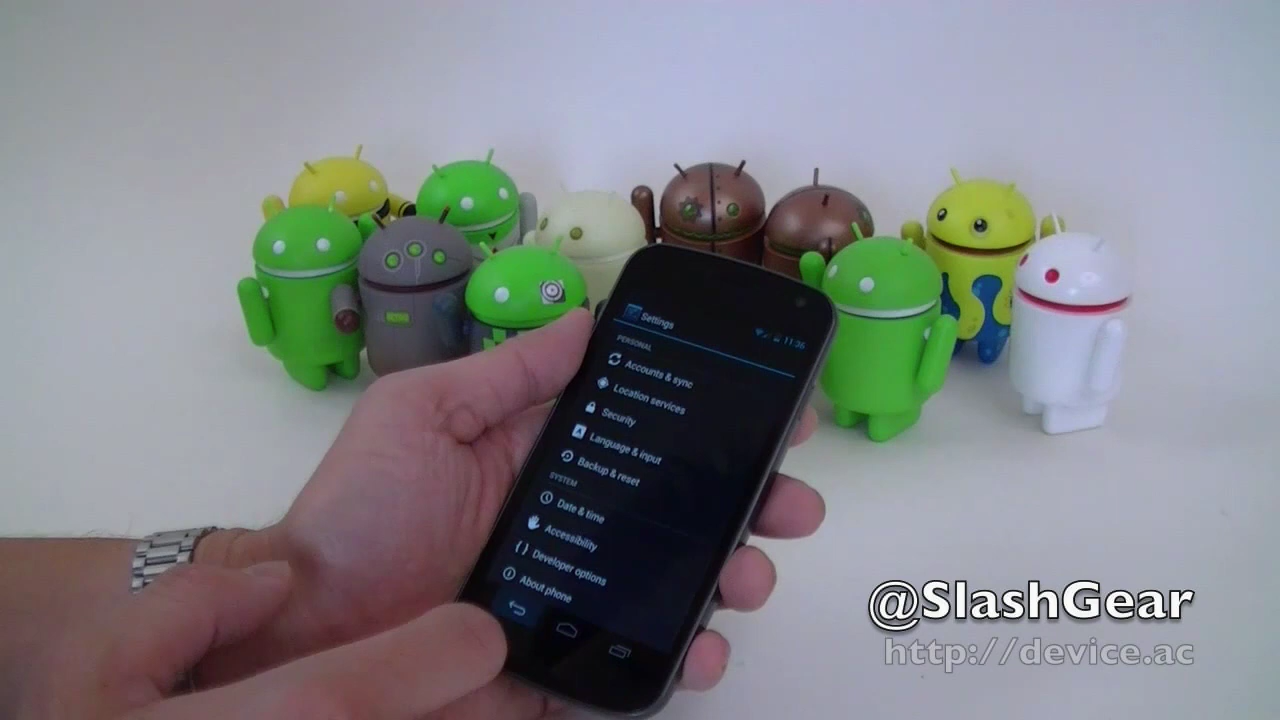 Settings
11:36
PERSONAL
Accounts & sync
Location services
Security
Language & input
Backup & reset
SYSTEM
Date & time
Accessibility
Developer options
About phone
@SlashGear
http://device.ac